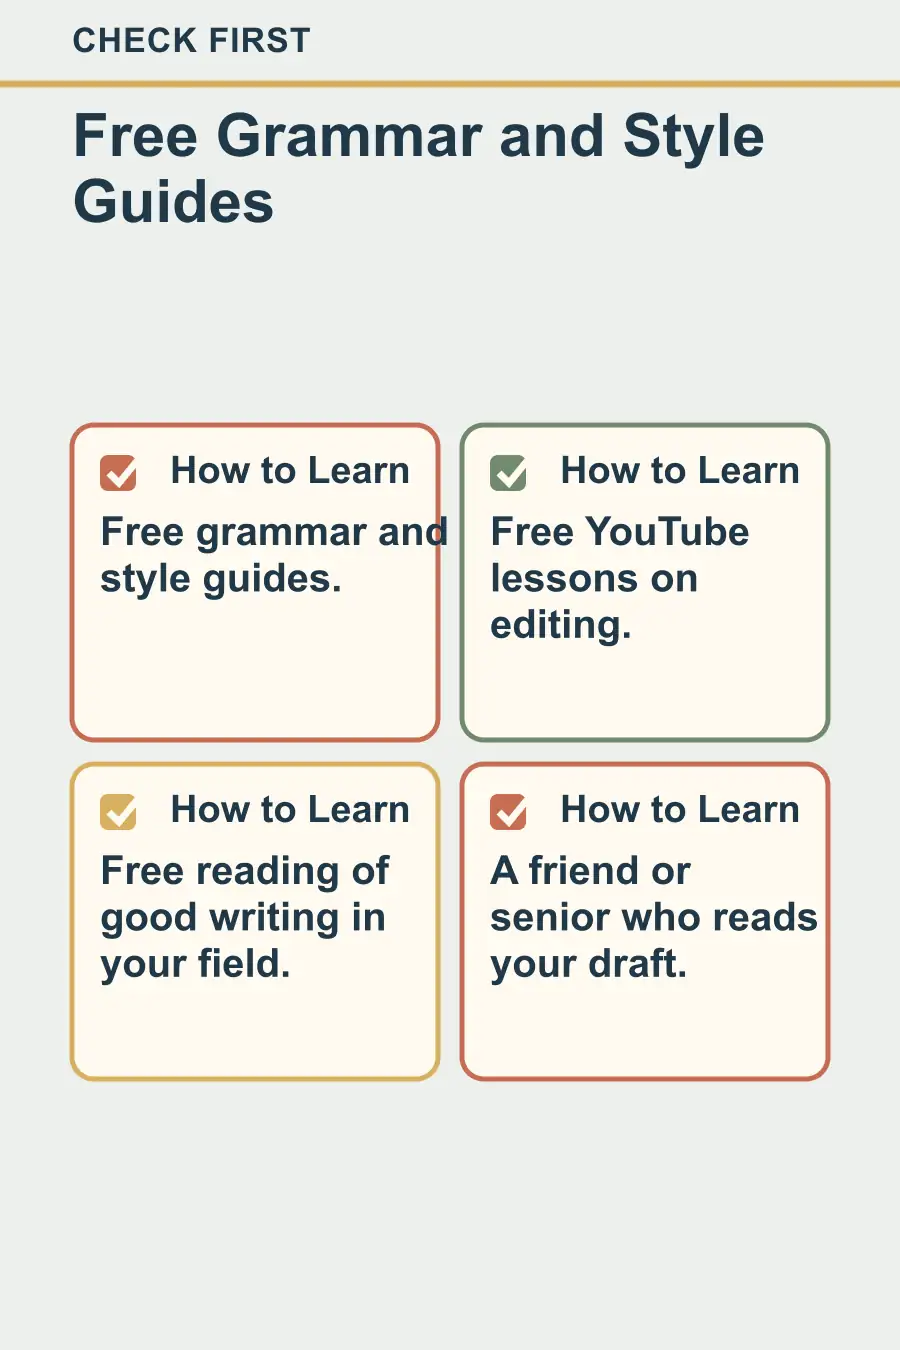 CHECK FIRST
Free Grammar and Style
Guides
How to Learn
Free grammar and
style guides.
How to Learn
Free YouTube
lessons on
editing.
How to Learn
Free reading of
good writing in
your field.
How to Learn
A friend or
senior who reads
your draft.